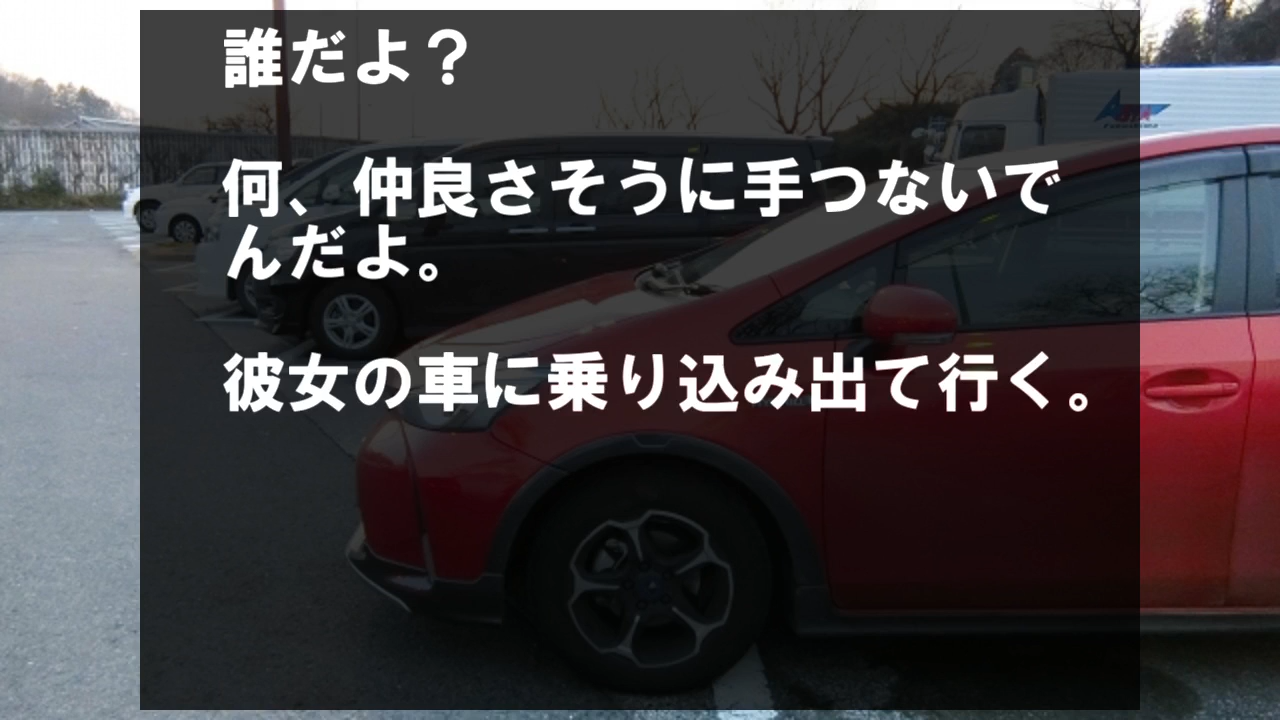 誰だよ？
何、仲良さそうに手つないで
んだよ。
彼女の車に乗り込み出て行く。